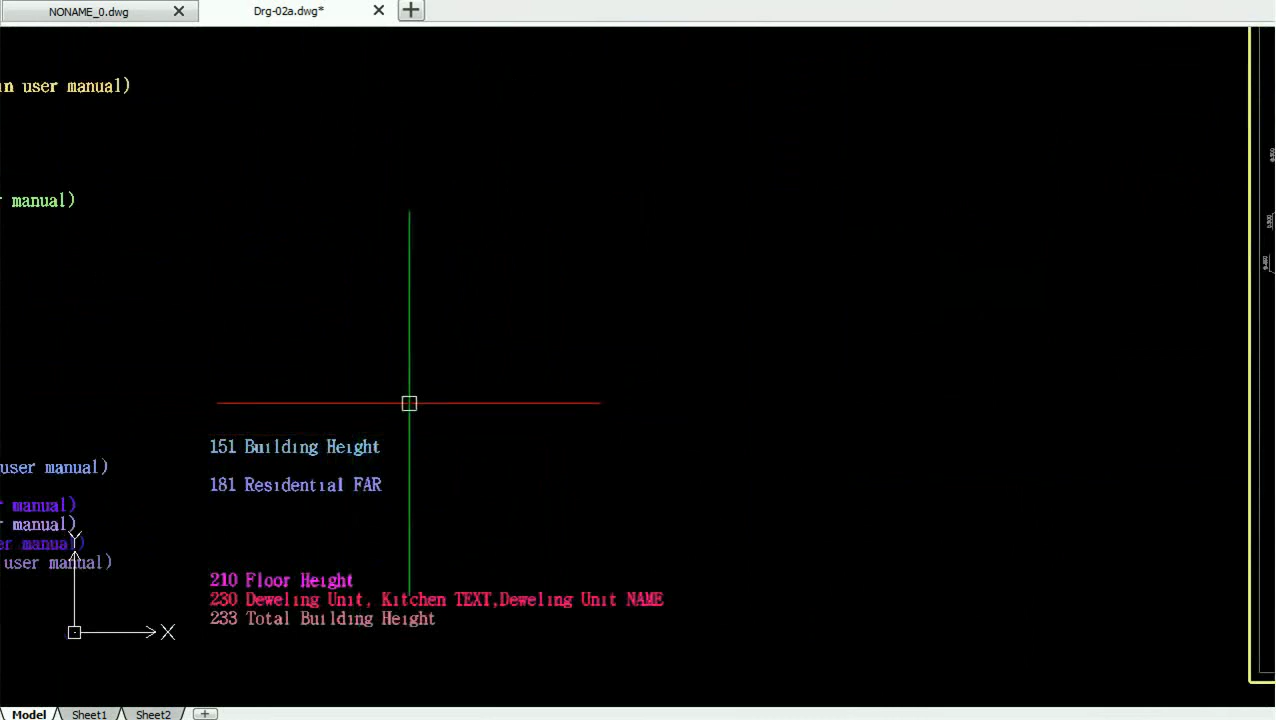 NONAME_0.dwg
Drg-02a.dwg*
in user manual)
manual)
151 Building Height
user manual)
181 Residential FAR
manual)
manual)
er manual)
user manual)
210 Floor Height
230 Deweling Unit, Kitchen TEXT,Deweling Unit NAME
233 Total Building Height
Y
X
Model
Sheet1
Sheet2